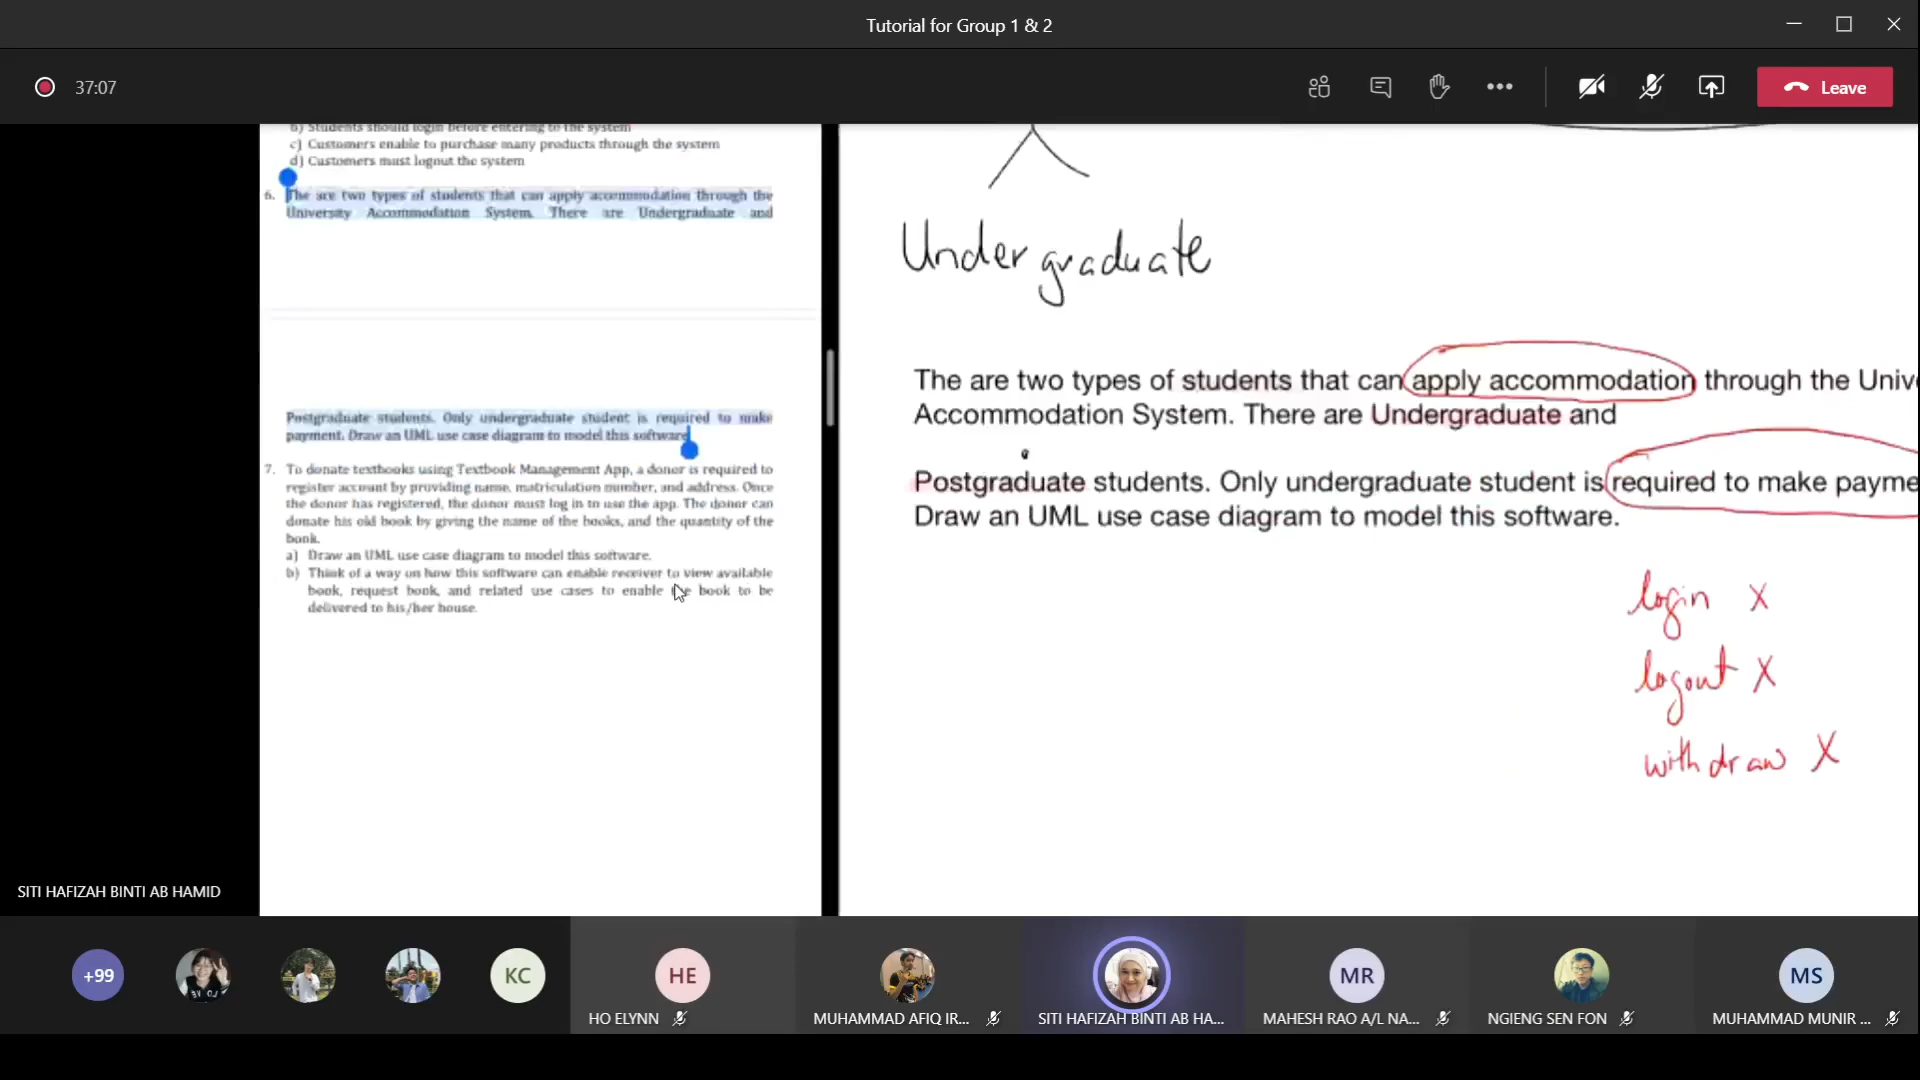 Tutorial for Group 1 & 2
37:07
Leave
b) Students should login before entering to the system
c) Customers enable to purchase many products through the system
d) Customers must logout the system
6. The are two types of students that can apply accommodation through the
University Accommodation System. There are Undergraduate and
Postgraduate students. Only undergraduate student is required to make
payment. Draw an UML use case diagram to model this software
7. To donate textbooks using Textbook Management App, a donor is required to
register account by providing name, matriculation number, and address. Once
the donor has registered, the donor must log in to use the app. The donor can
donate his old book by giving the name of the books, and the quantity of the
book.
a) Draw an UML use case diagram to model this software.
b) Think of a way on how this software can enable receiver to view available
book, request book, and related use cases to enable the book to be
delivered to his/her house.
Undergraduate
The are two types of students that can apply accommodation through the Unive
Accommodation System. There are Undergraduate and
Postgraduate students. Only undergraduate student is required to make payme
Draw an UML use case diagram to model this software.
login X
logout X
withdraw X
SITI HAFIZAH BINTI AB HAMID
+99
KC
HE
MR
MS
HO ELYNN
MUHAMMAD AFIQ IR...
SITI HAFIZAH BINTI AB HA...
MAHESH RAO A/L NA...
NGIENG SEN FON
MUHAMMAD MUNIR ...